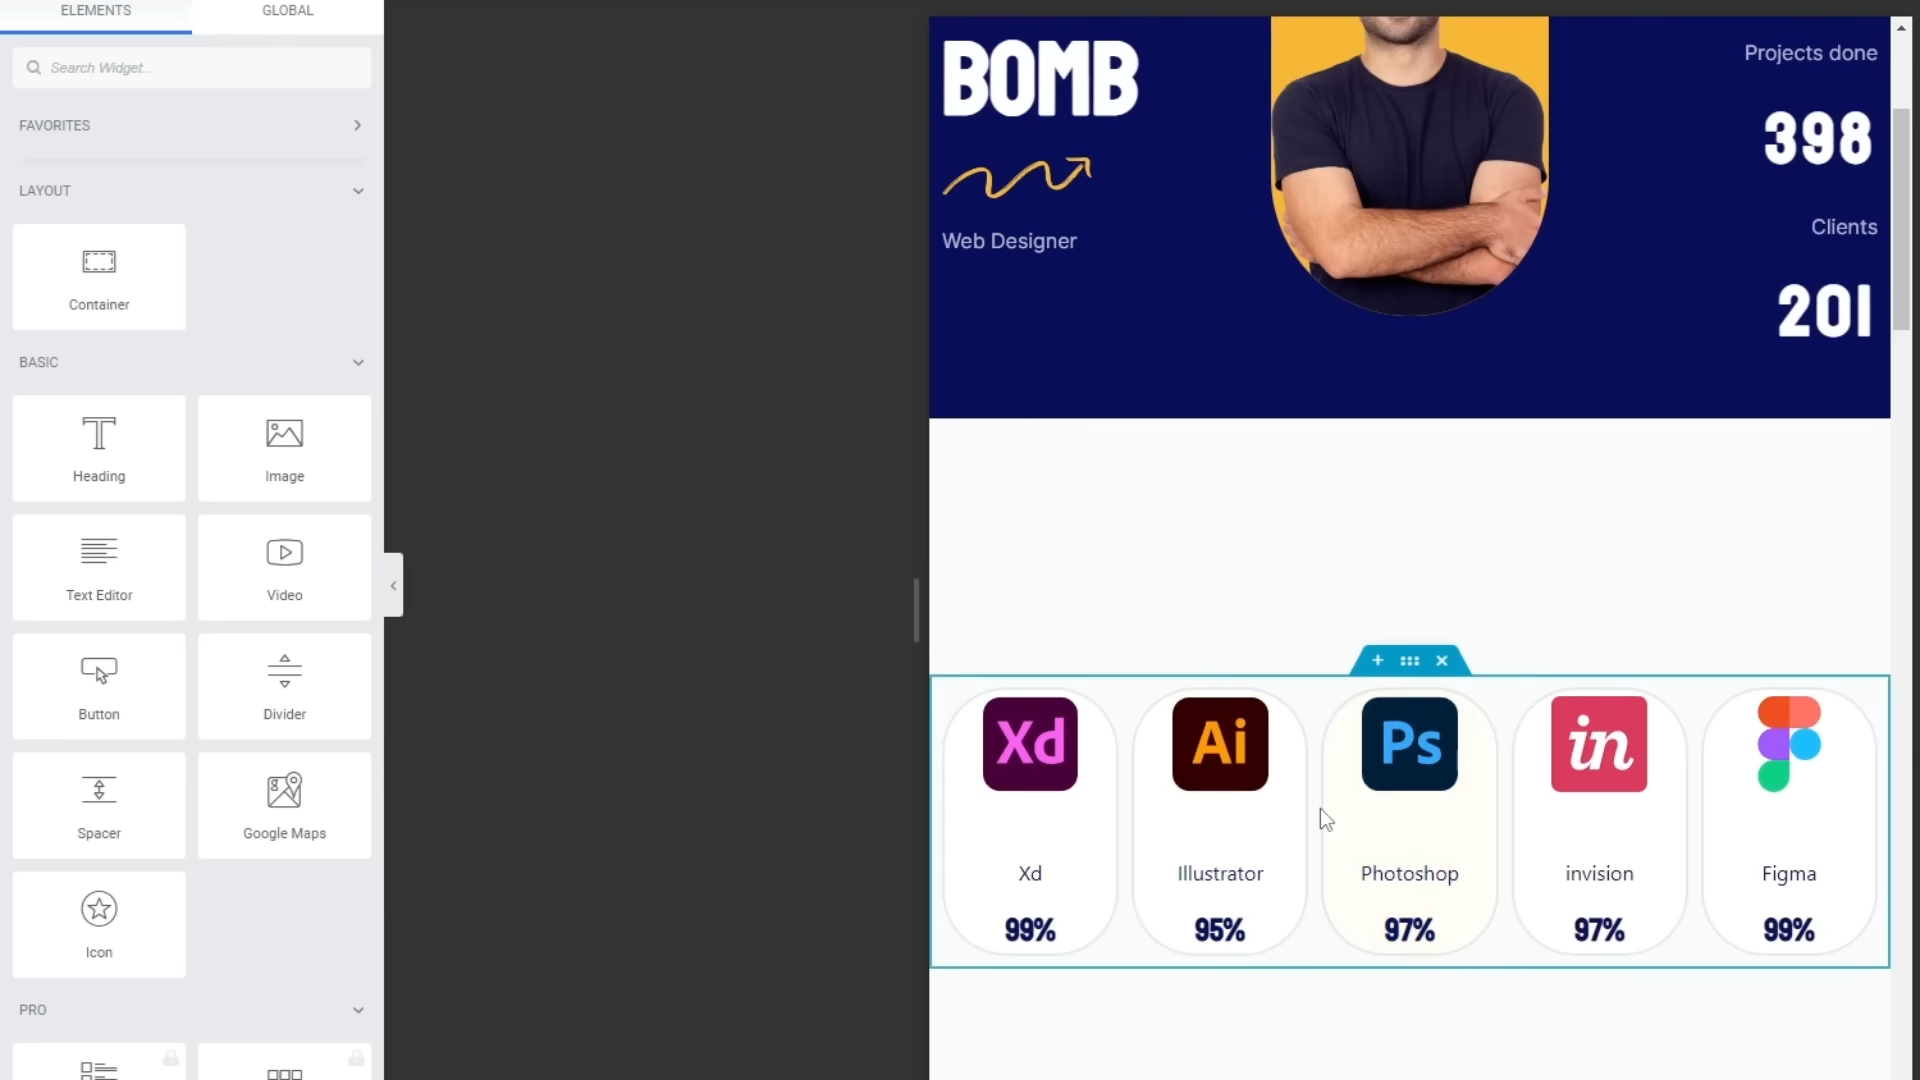 ELEMENTS
GLOBAL
Search Widget...
FAVORITES
LAYOUT
Container
BASIC
Heading
Image
Text Editor
Video
Button
Divider
Spacer
Google Maps
Icon
PRO
BOMB
Web Designer
Projects done
398
Clients
201
Xd
Ai
Ps
in
Xd
Illustrator
Photoshop
invision
Figma
99%
95%
97%
97%
99%